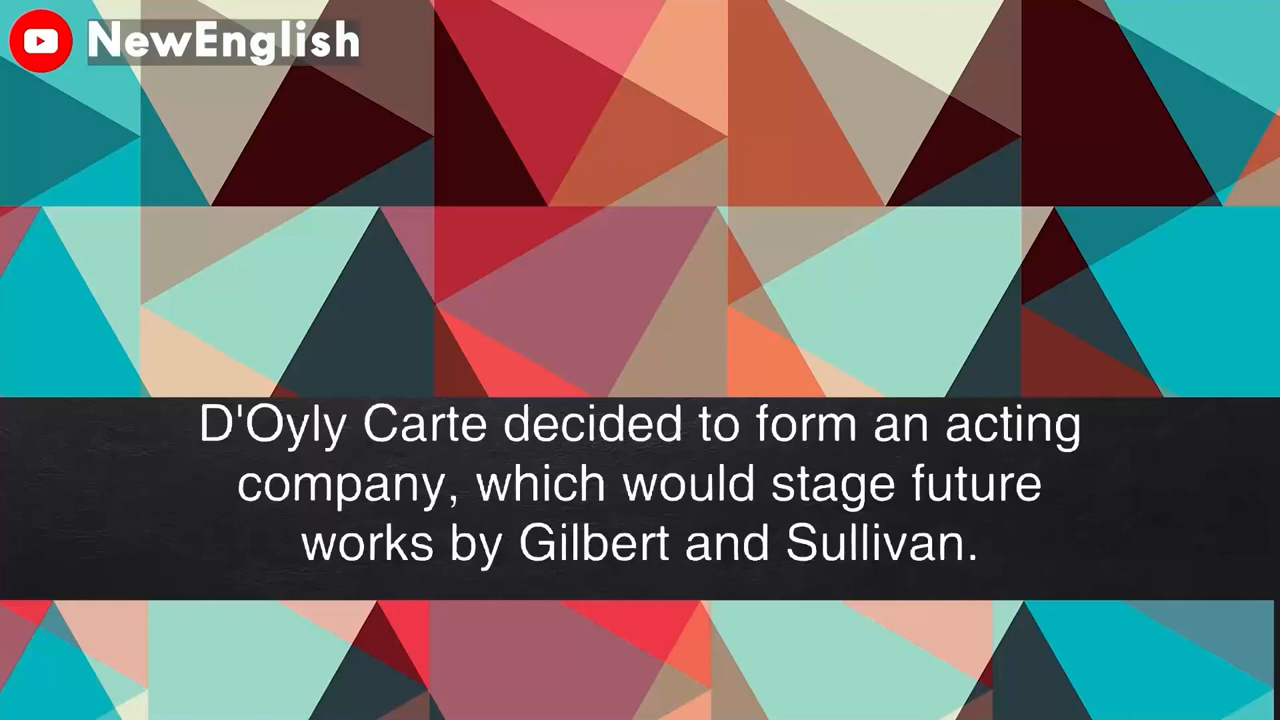 NewEnglish
D'Oyly Carte decided to form an acting
company, which would stage future
works by Gilbert and Sullivan.